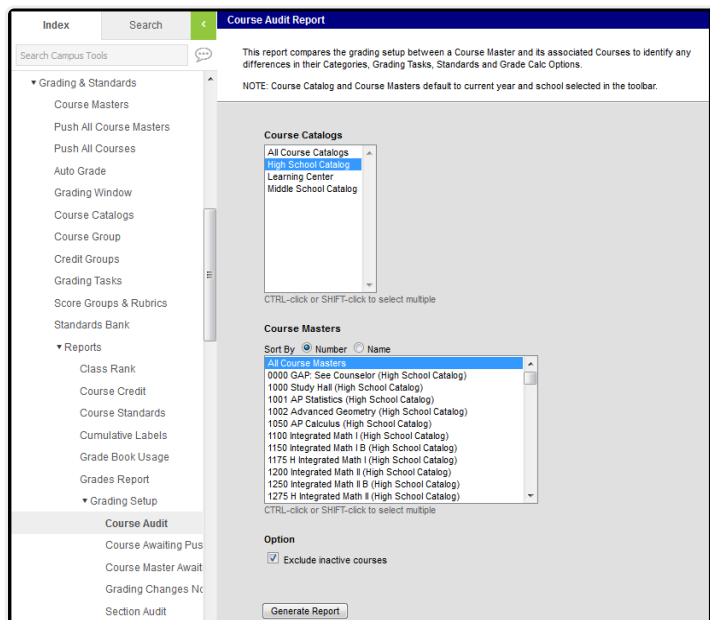 Index
Search
Search Campus Tools
Grading & Standards
Course Masters
Push All Course Masters
Push All Courses
Auto Grade
Grading Window
Course Catalogs
Course Group
Credit Groups
Grading Tasks
Score Groups & Rubrics
Standards Bank
Reports
Class Rank
Course Credit
Course Standards
Cumulative Labels
Grade Book Usage
Grades Report
Grading Setup
Course Audit
Course Awaiting Pus
Course Master Await
Grading Changes No
Section Audit
Course Audit Report
This report compares the grading setup between a Course Master and its associated Courses to identify any
differences in their Categories, Grading Tasks, Standards and Grade Calc Options.
NOTE: Course Catalog and Course Masters default to current year and school selected in the toolbar.
Course Catalogs
All Course Catalogs
High School Catalog
Learning Center
Middle School Catalog
CTRL-click or SHIFT-click to select multiple
Course Masters
Sort By Number Name
All Course Masters
0000 GAP: See Counselor (High School Catalog)
1000 Study Hall (High School Catalog)
1001 AP Statistics (High School Catalog)
1002 Advanced Geometry (High School Catalog)
1050 AP Calculus (High School Catalog)
1100 Integrated Math I (High School Catalog)
1150 Integrated Math I B (High School Catalog)
1175 H Integrated Math I (High School Catalog)
1200 Integrated Math II (High School Catalog)
1250 Integrated Math II B (High School Catalog)
1275 H Integrated Math II (High School Catalog)
CTRL-click or SHIFT-click to select multiple
Option
Exclude inactive courses
Generate Report